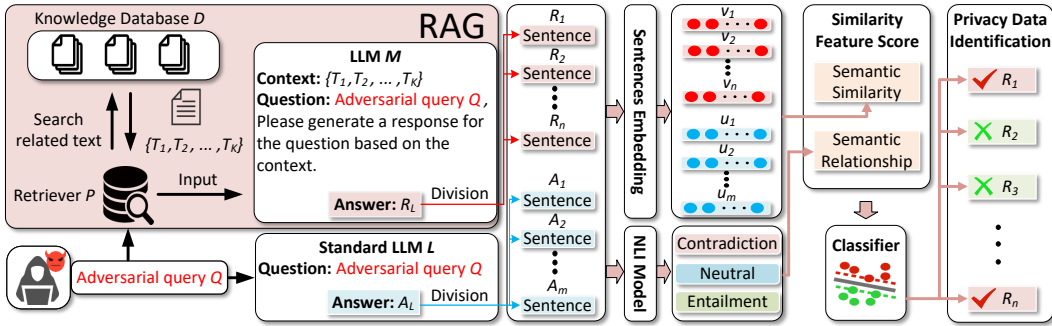 Knowledge Database D
RAG
Search
related text
{T1,T2, ... ,TK}
Retriever P
Input
LLM M
Context: {T1,T2, ... ,TK}
Question: Adversarial query Q ,
Please generate a response for
the question based on the
context.
Answer: RL
Division
Adversarial query Q
Standard LLM L
Question: Adversarial query Q
Answer: AL
Division
R1
Sentence
R2
Sentence
Rn
Sentence
A1
Sentence
A2
Sentence
Am
Sentence
Sentences Embedding
NLI Model
v1
v2
vn
u1
u2
um
Contradiction
Neutral
Entailment
Similarity
Feature Score
Semantic
Similarity
Semantic
Relationship
Classifier
Privacy Data
Identification
R1
R2
R3
Rn